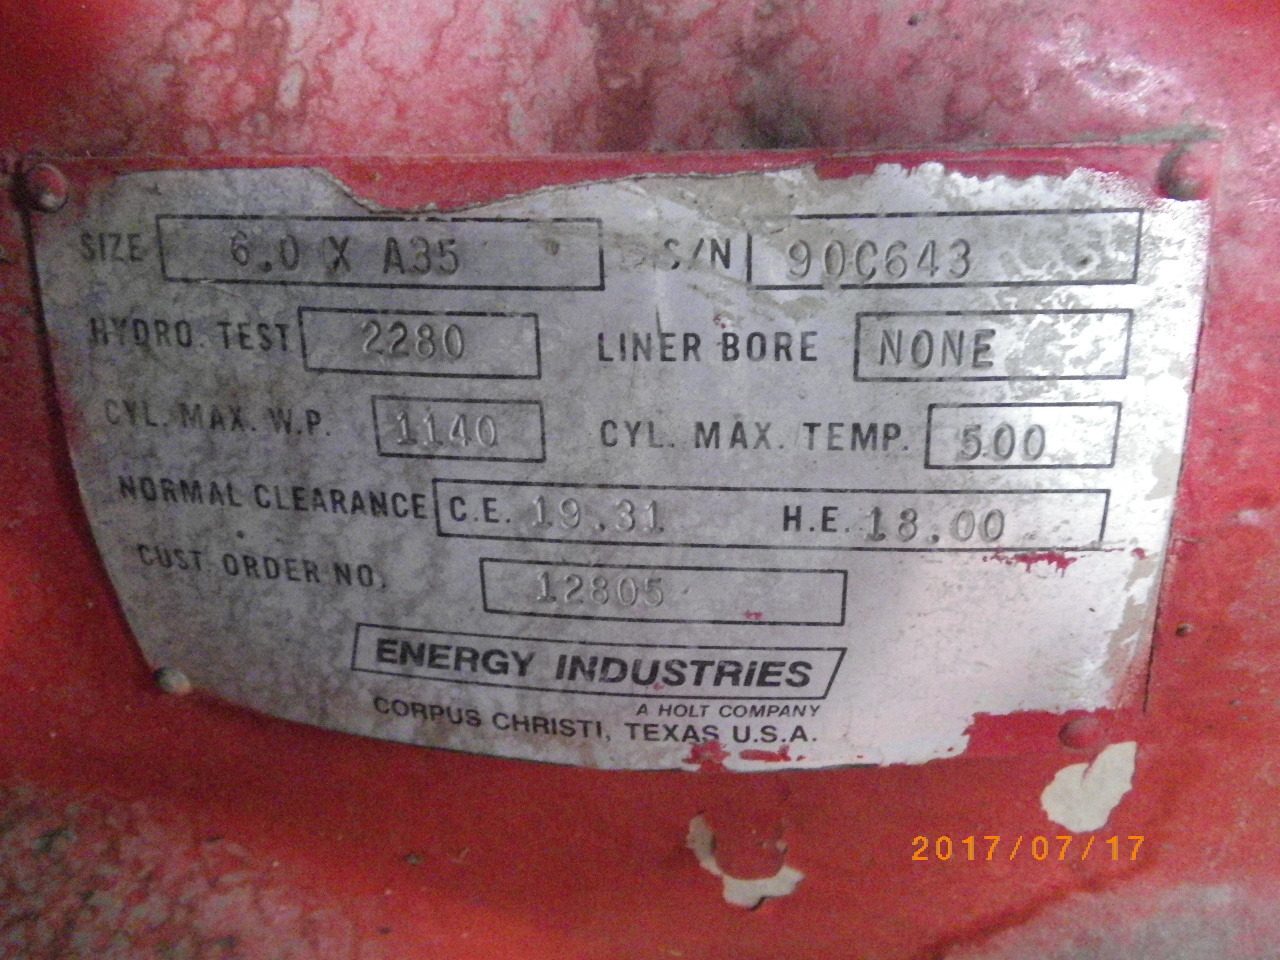 SIZE 6.0 X A35 S/N 90C643
HYDRO. TEST 2280 LINER BORE NONE
CYL. MAX. W.P. 1140 CYL. MAX. TEMP. 500
NORMAL CLEARANCE C.E. 19.31 H.E. 18.00
CUST ORDER NO. 12805
ENERGY INDUSTRiES
A HOLT COMPANY
CORPUS CHRISTI, TEXAS U.S.A.
2017/07/17